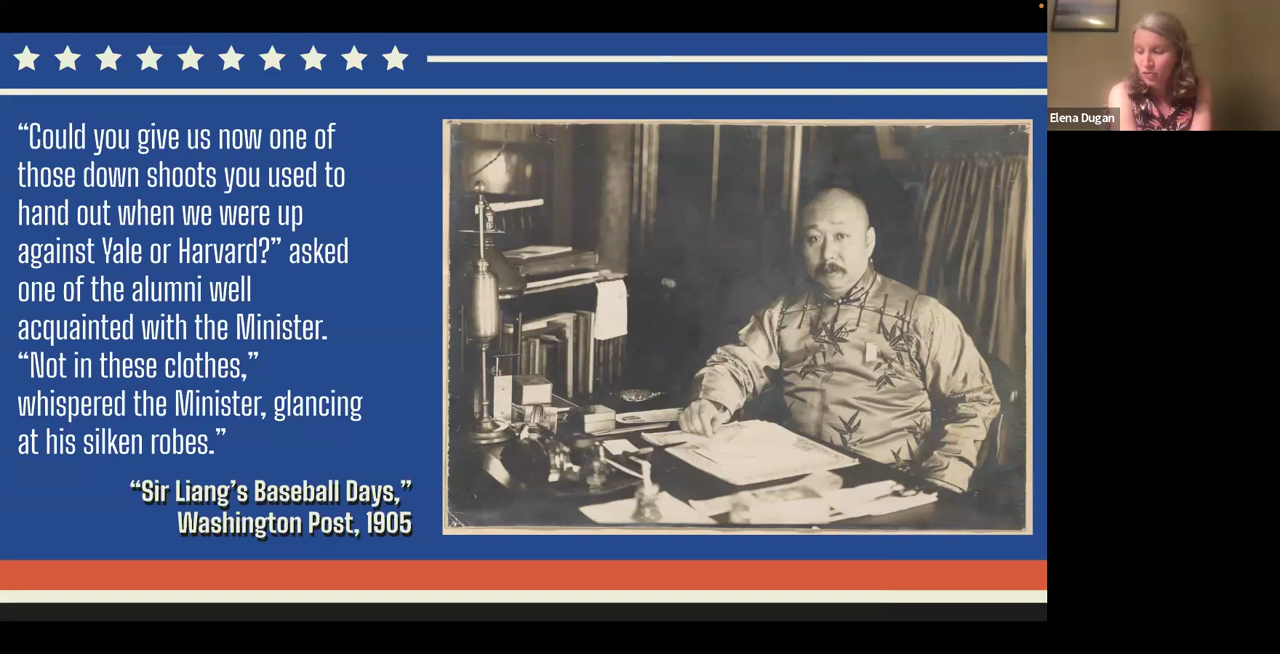 “Could you give us now one of
those down shoots you used to
hand out when we were up
against Yale or Harvard?” asked
one of the alumni well
acquainted with the Minister.
“Not in these clothes,”
whispered the Minister, glancing
at his silken robes.”
“Sir Liang’s Baseball Days,”
Washington Post, 1905
Elena Dugan